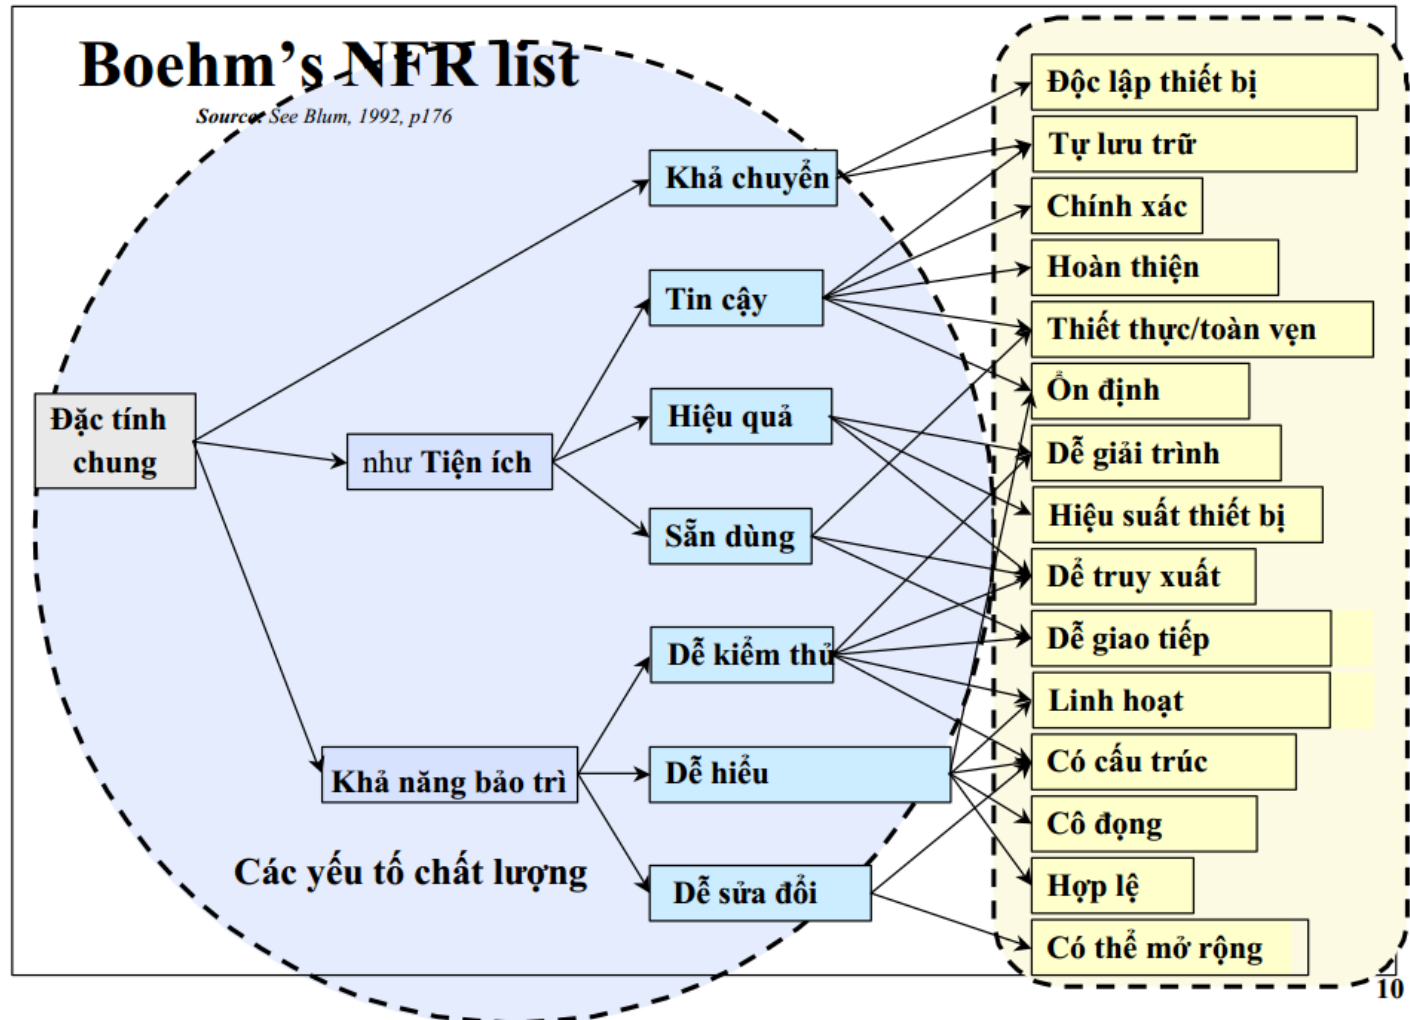 Boehm's NFR list
Source: See Blum, 1992, p176
Đặc tính
chung
như Tiện ích
Khả năng bảo trì
Các yếu tố chất lượng
Khả chuyển
Tin cậy
Hiệu quả
Sẵn dùng
Dễ kiểm thử
Dễ hiểu
Dễ sửa đổi
Độc lập thiết bị
Tự lưu trữ
Chính xác
Hoàn thiện
Thiết thực/toàn vẹn
Ổn định
Dễ giải trình
Hiệu suất thiết bị
Dể truy xuất
Dễ giao tiếp
Linh hoạt
Có cấu trúc
Cô đọng
Hợp lệ
Có thể mở rộng
10